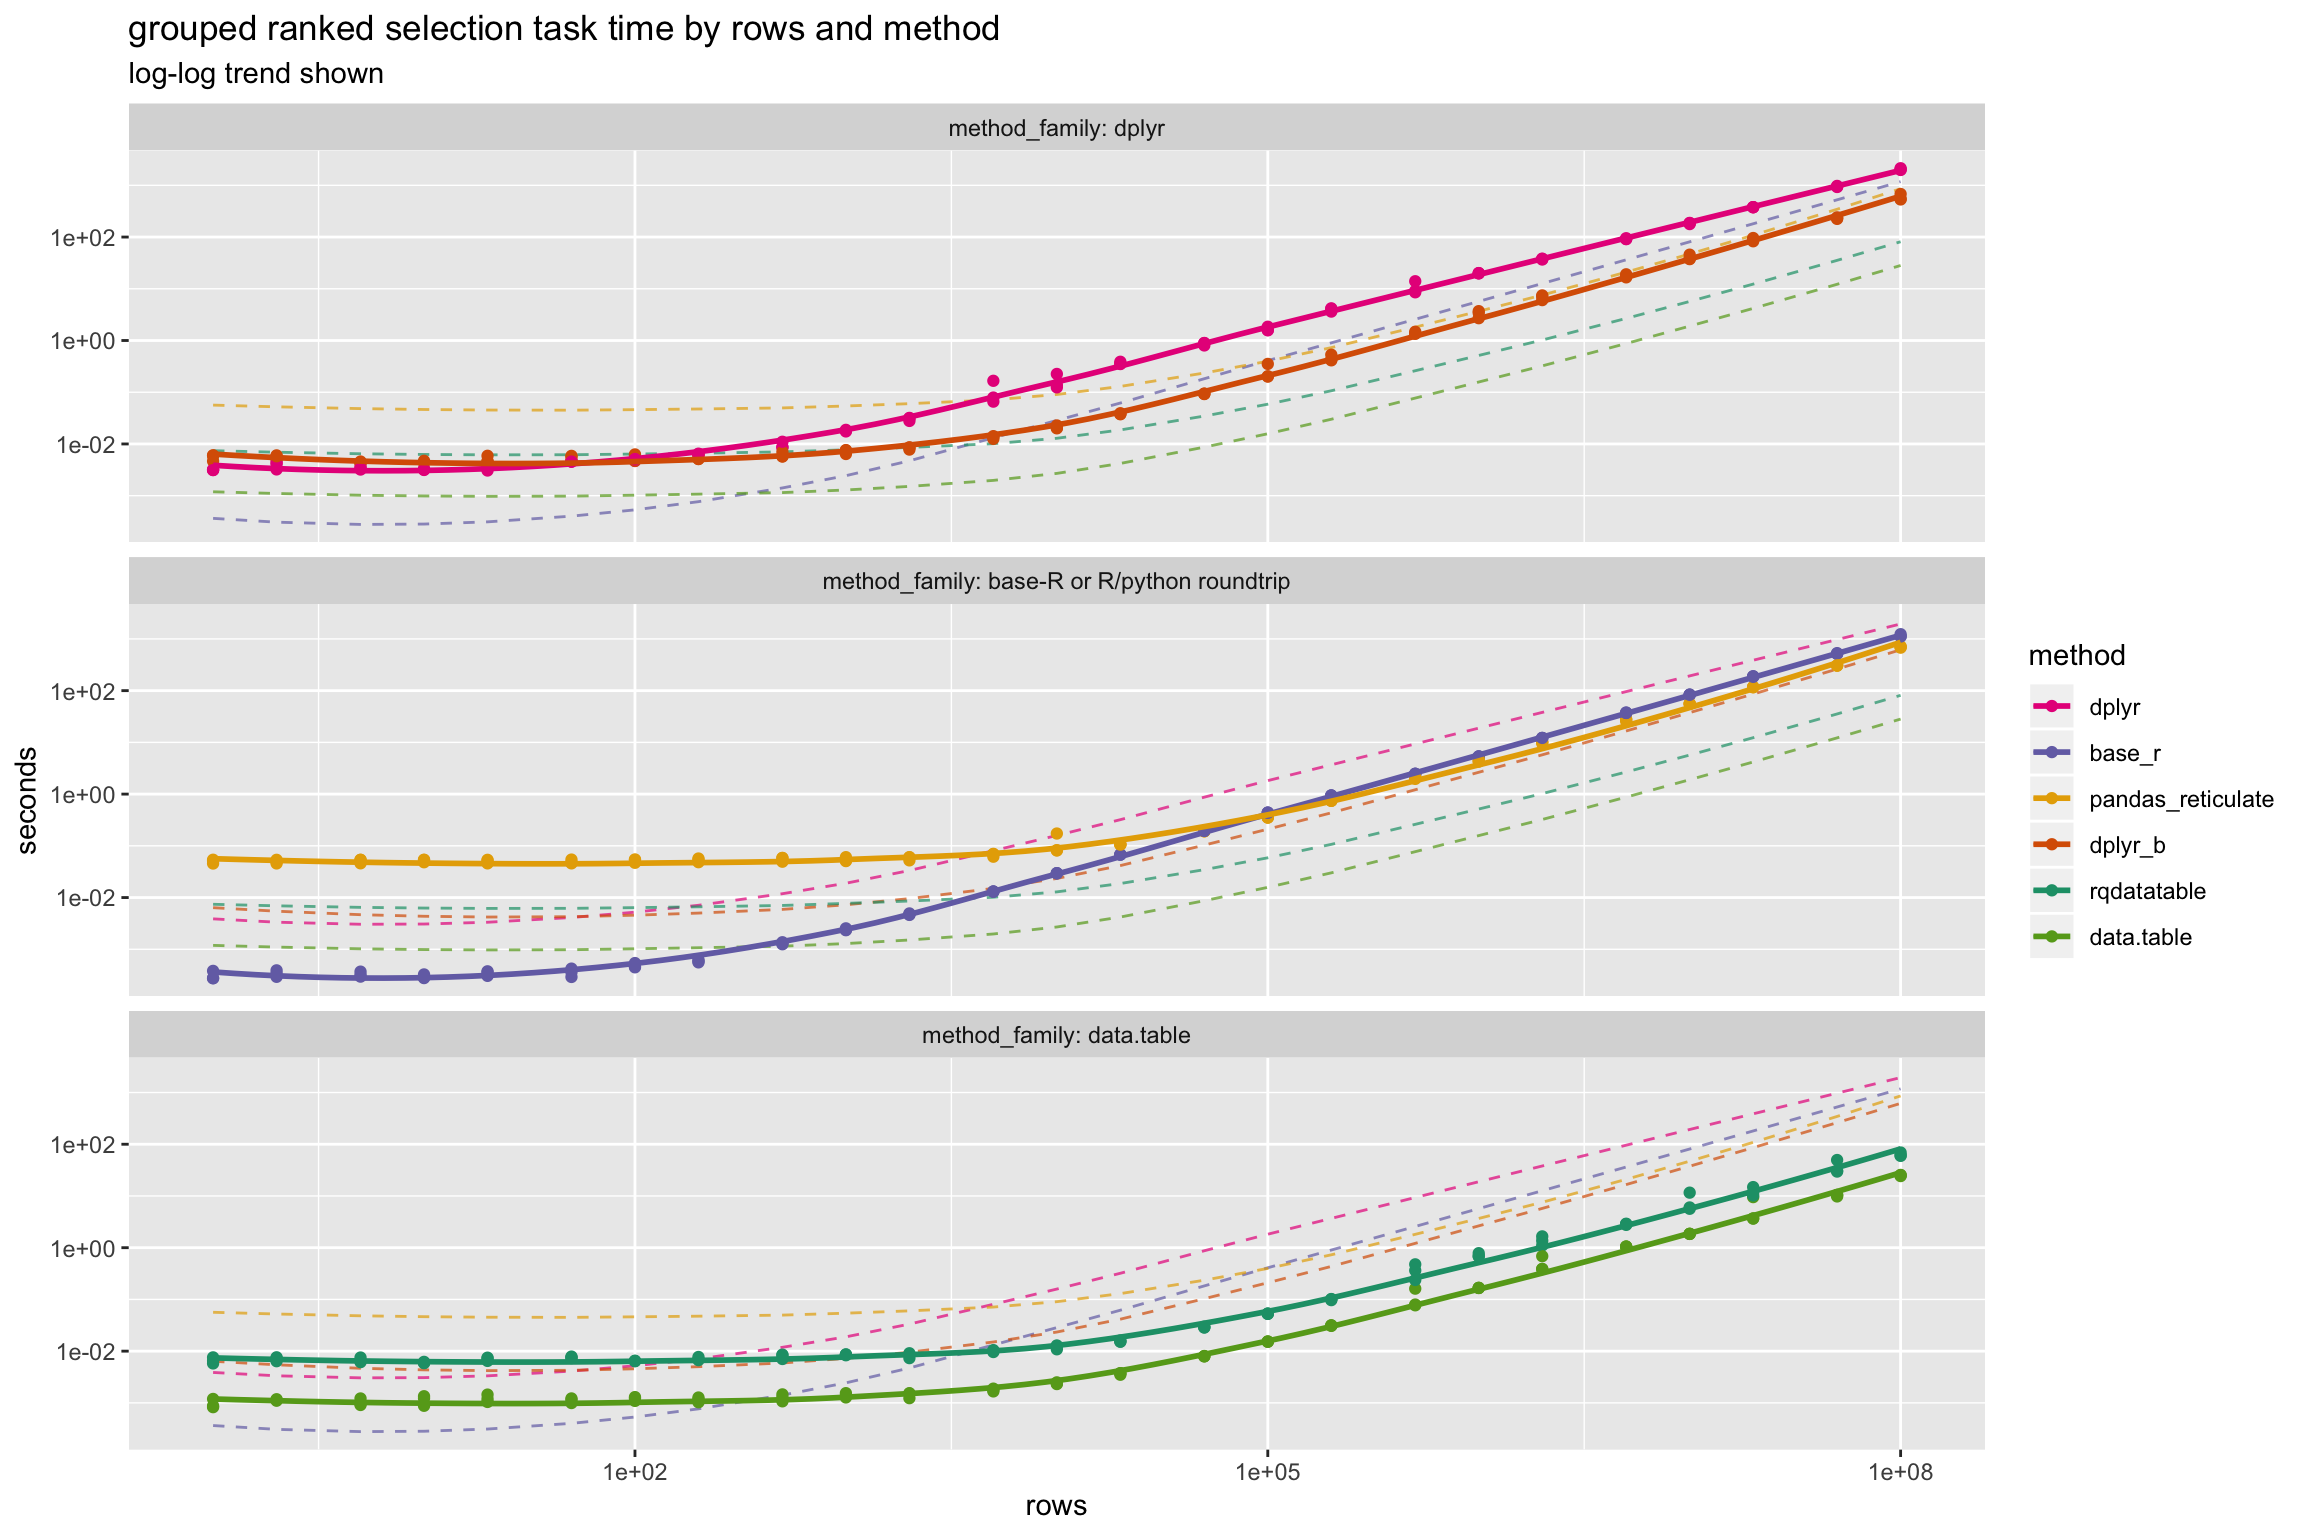 grouped ranked selection task time by rows and method
log-log trend shown
method_family: dplyr
1e+02
1e+00
1e-02
method_family: base-R or R/python roundtrip
1e+02
1e+00
1e-02
seconds
method_family: data.table
1e+02
1e+00
1e-02
1e+02 1e+05 1e+08
rows
method
dplyr
base_r
pandas_reticulate
dplyr_b
rqdatatable
data.table